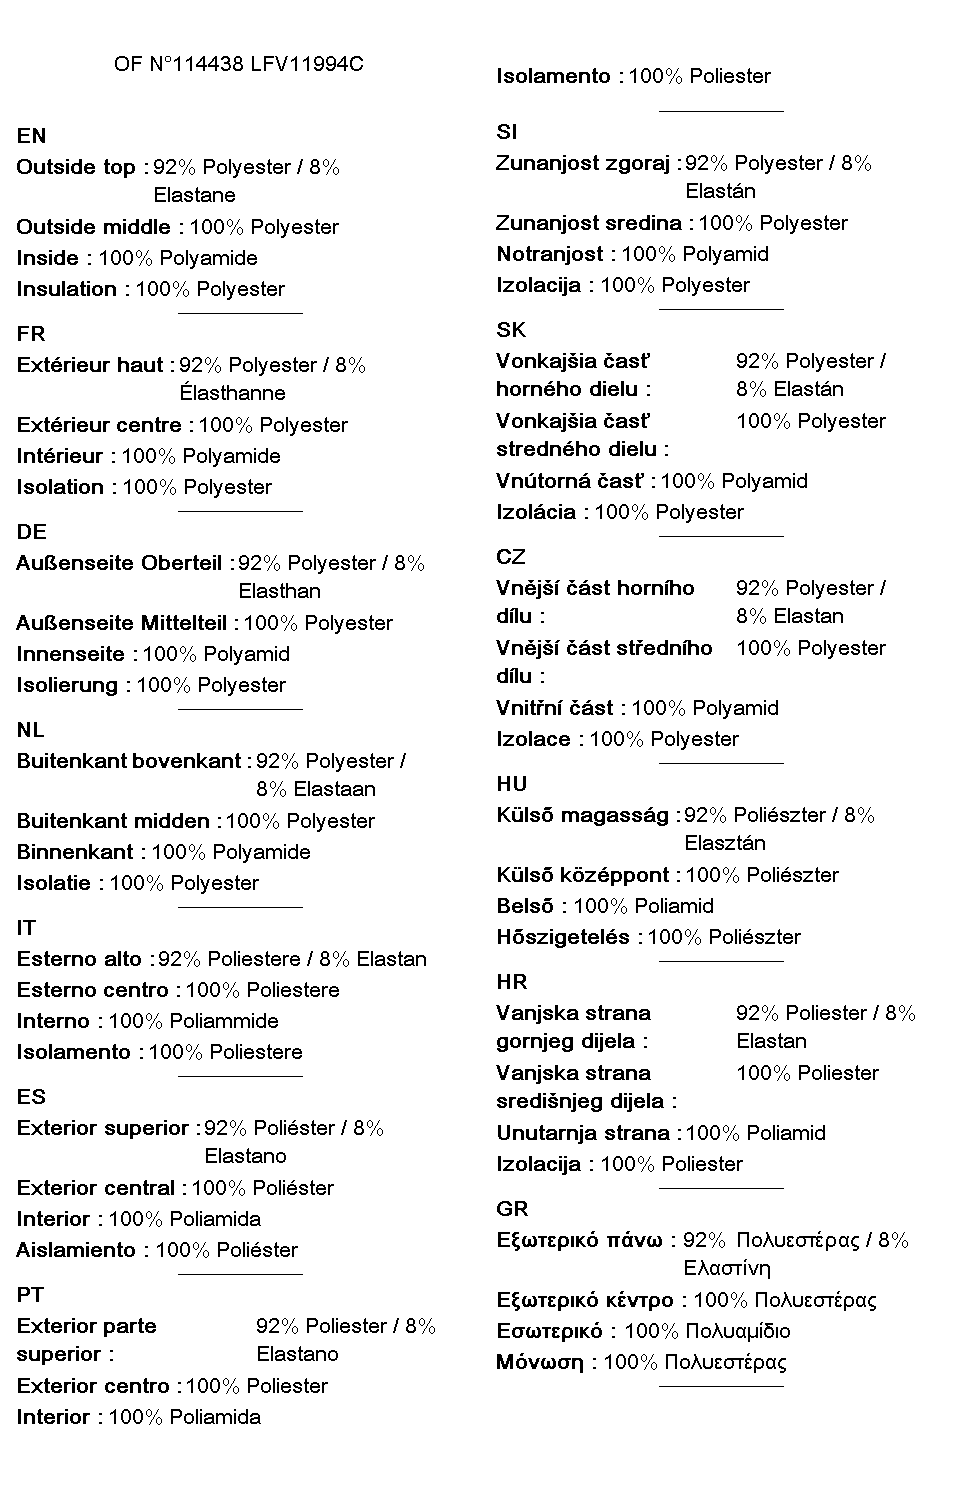 OF N°114438 LFV11994C
EN
Outside top : 92% Polyester / 8%
Elastane
Outside middle : 100% Polyester
Inside : 100% Polyamide
Insulation : 100% Polyester
FR
Extérieur haut : 92% Polyester / 8%
Élasthanne
Extérieur centre : 100% Polyester
Intérieur : 100% Polyamide
Isolation : 100% Polyester
DE
Außenseite Oberteil : 92% Polyester / 8%
Elasthan
Außenseite Mittelteil : 100% Polyester
Innenseite : 100% Polyamid
Isolierung : 100% Polyester
NL
Buitenkant bovenkant : 92% Polyester /
8% Elastaan
Buitenkant midden : 100% Polyester
Binnenkant : 100% Polyamide
Isolatie : 100% Polyester
IT
Esterno alto : 92% Poliestere / 8% Elastan
Esterno centro : 100% Poliestere
Interno : 100% Poliammide
Isolamento : 100% Poliestere
ES
Exterior superior : 92% Poliéster / 8%
Elastano
Exterior central : 100% Poliéster
Interior : 100% Poliamida
Aislamiento : 100% Poliéster
PT
Exterior parte 92% Poliester / 8%
superior : Elastano
Exterior centro : 100% Poliester
Interior : 100% Poliamida
Isolamento : 100% Poliester
SI
Zunanjost zgoraj : 92% Polyester / 8%
Elastán
Zunanjost sredina : 100% Polyester
Notranjost : 100% Polyamid
Izolacija : 100% Polyester
SK
Vonkajšia časť 92% Polyester /
horného dielu : 8% Elastán
Vonkajšia časť 100% Polyester
stredného dielu :
Vnútorná časť : 100% Polyamid
Izolácia : 100% Polyester
CZ
Vnější část horního 92% Polyester /
dílu : 8% Elastan
Vnější část středního 100% Polyester
dílu :
Vnitřní část : 100% Polyamid
Izolace : 100% Polyester
HU
Külső magasság : 92% Poliészter / 8%
Elasztán
Külső középpont : 100% Poliészter
Belső : 100% Poliamid
Hőszigetelés : 100% Poliészter
HR
Vanjska strana 92% Poliester / 8%
gornjeg dijela : Elastan
Vanjska strana 100% Poliester
središnjeg dijela :
Unutarnja strana : 100% Poliamid
Izolacija : 100% Poliester
GR
Εξωτερικό πάνω : 92% Πολυεστέρας / 8%
Ελαστίνη
Εξωτερικό κέντρο : 100% Πολυεστέρας
Εσωτερικό : 100% Πολυαμίδιο
Μόνωση : 100% Πολυεστέρας